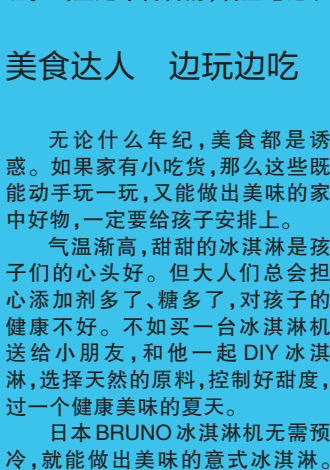 美食达人 边玩边吃
无论什么年纪,美食都是诱
惑。如果家有小吃货,那么这些既
能动手玩一玩,又能做出美味的家
中好物,一定要给孩子安排上。
气温渐高,甜甜的冰淇淋是孩
子们的心头好。但大人们总会担
心添加剂多了、糖多了,对孩子的
健康不好。不如买一台冰淇淋机
送给小朋友,和他一起 DIY 冰淇
淋,选择天然的原料,控制好甜度,
过一个健康美味的夏天。
日本 BRUNO 冰淇淋机无需预
冷,就能做出美味的意式冰淇淋。